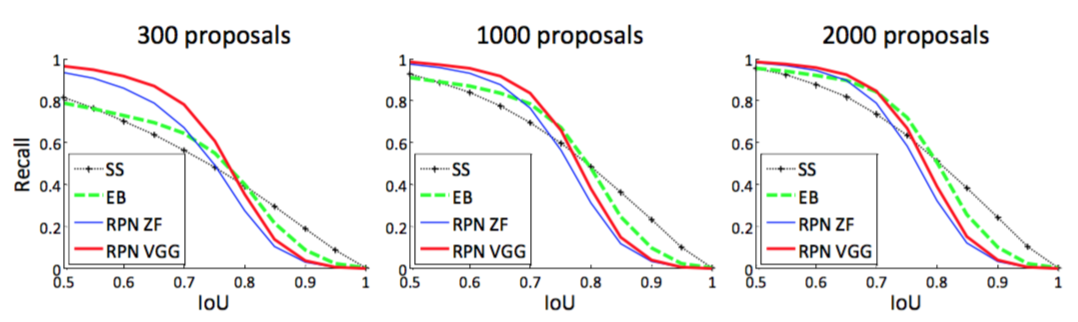 300 proposals
1
0.8
0.6
0.4
0.2
0
Recall
SS
EB
RPN ZF
RPN VGG
0.5 0.6 0.7 0.8 0.9 1
IoU
1000 proposals
1
0.8
0.6
0.4
0.2
0
SS
EB
RPN ZF
RPN VGG
0.5 0.6 0.7 0.8 0.9 1
IoU
2000 proposals
1
0.8
0.6
0.4
0.2
0
SS
EB
RPN ZF
RPN VGG
0.5 0.6 0.7 0.8 0.9 1
IoU